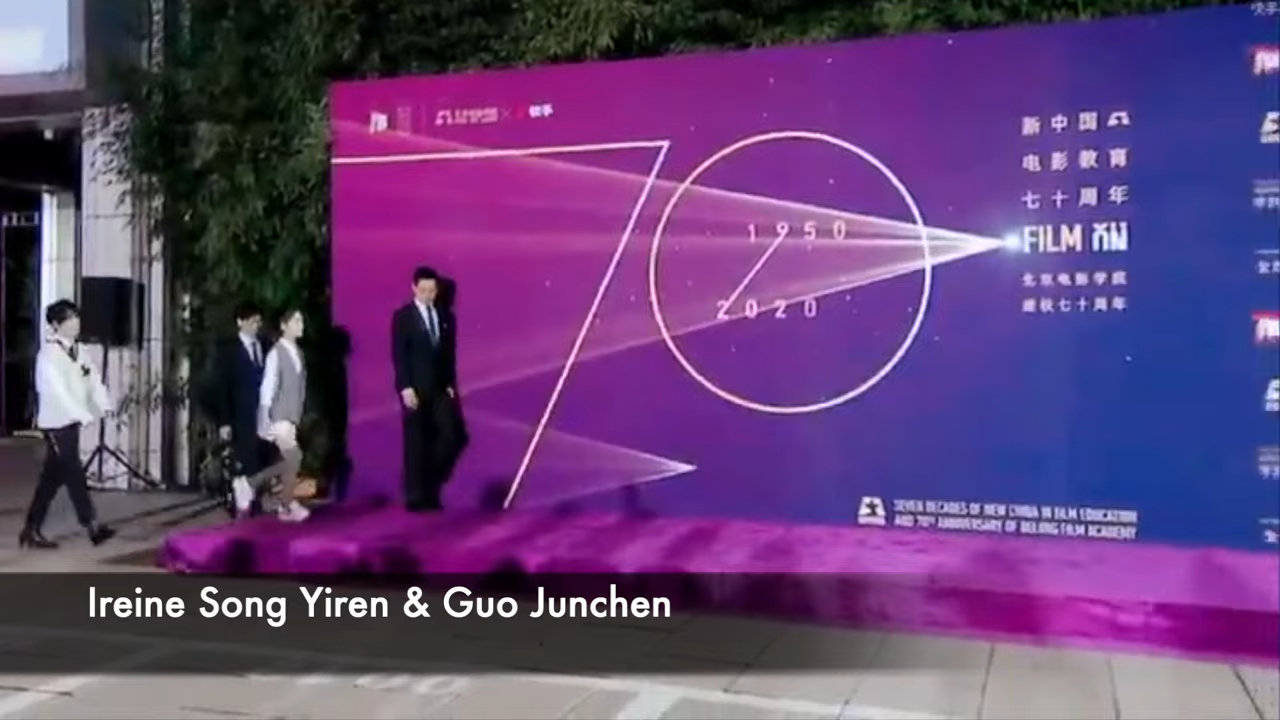 快手
1950
2020
新中国
电影教育
七十周年
FILM
北京电影学院
建校七十周年
SEVEN DECADES OF NEW CHINA IN FILM EDUCATION
AND 70TH ANNIVERSARY OF BEIJING FILM ACADEMY
Ireine Song Yiren & Guo Junchen